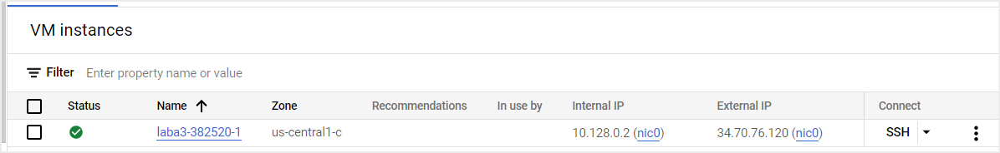 VM instances
Filter Enter property name or value
Status Name Zone Recommendations In use by Internal IP External IP Connect
laba3-382520-1 us-central1-c 10.128.0.2 (nic0) 34.70.76.120 (nic0) SSH